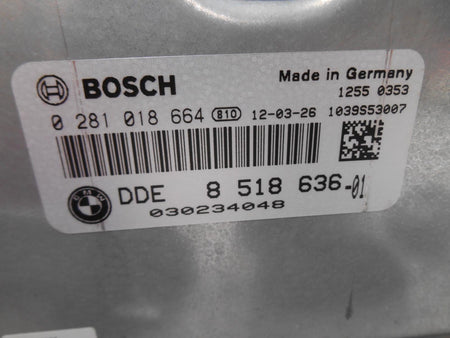 BOSCH
Made in Germany
1255 0353
0 281 018 664 810 12-03-26 1039S53007
BMW DDE 8 518 636-01
030234048